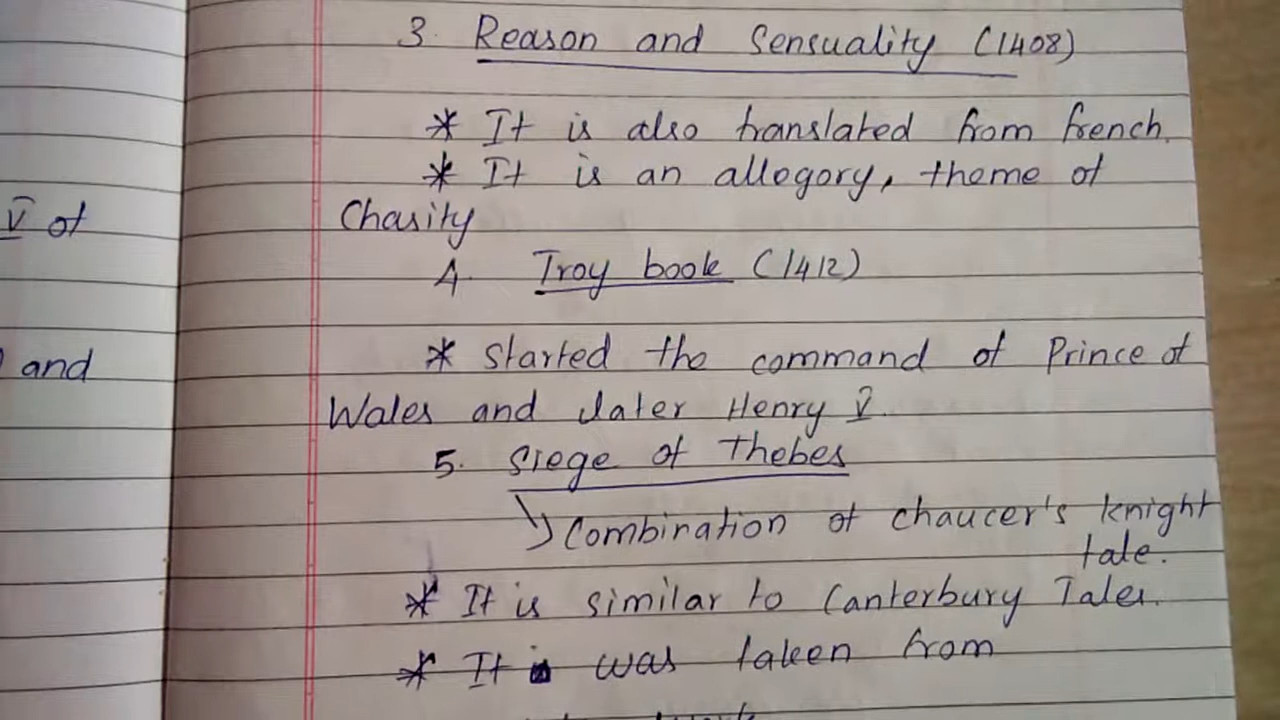 3. Reason and Sensuality (1408)
* It is also translated from french.
* It is an allegory, theme of
Chasity
V of
4. Troy book (1412)
* Started the command of Prince of
and
Wales and later Henry V.
5. Siege of Thebes
Combination of chaucer's knight
tale.
* It is similar to Canterbury Tales.
* It was taken from